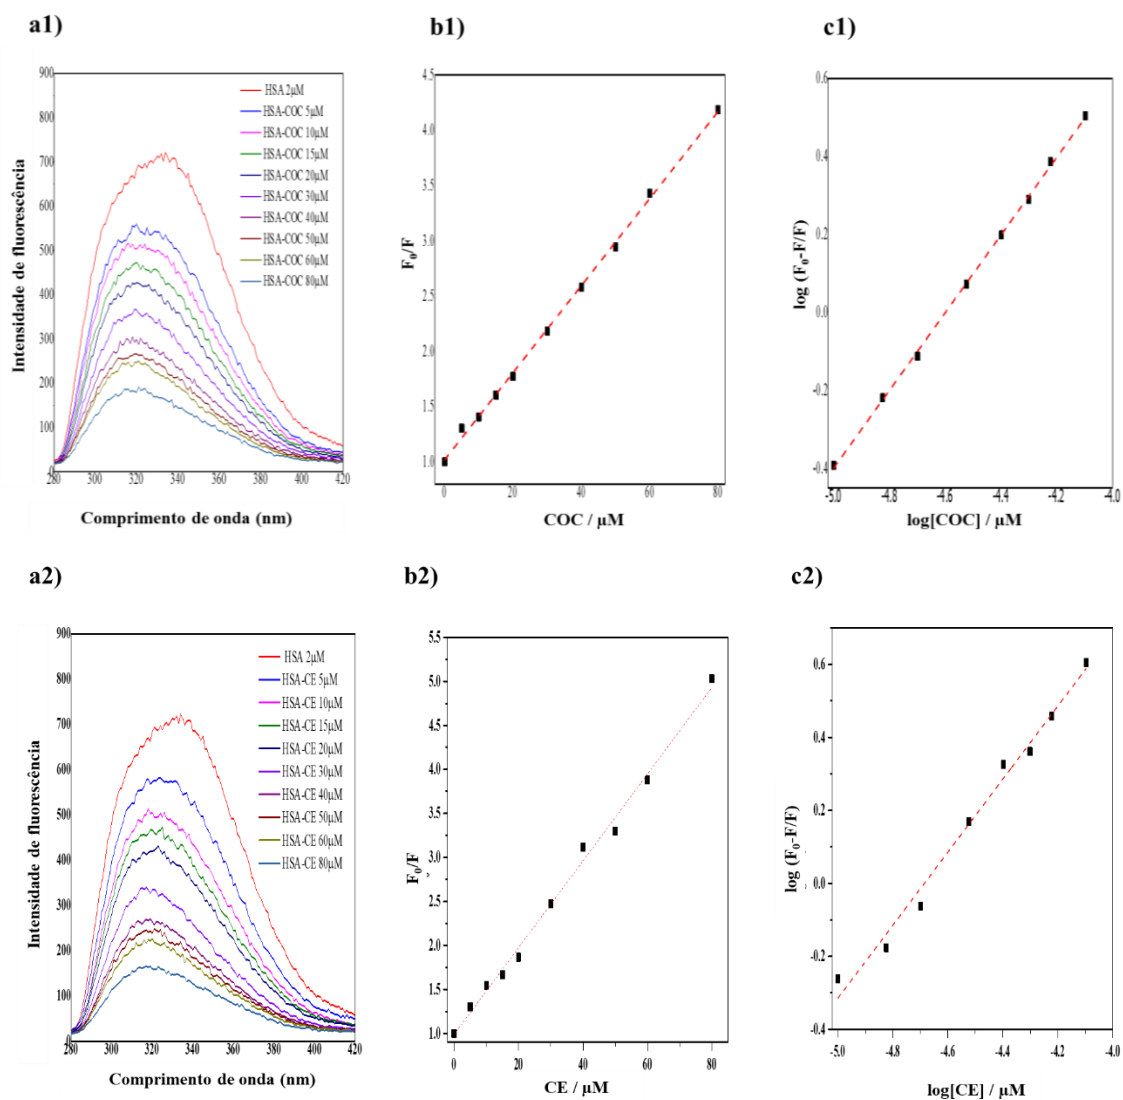 a1)
b1)
c1)
900
800
700
600
500
400
300
200
100
0
280
300
320
340
360
380
400
420
Intensidade de fluorescência
Comprimento de onda (nm)
HSA 2µM
HSA-COC 5µM
HSA-COC 10µM
HSA-COC 15µM
HSA-COC 20µM
HSA-COC 30µM
HSA-COC 40µM
HSA-COC 50µM
HSA-COC 60µM
HSA-COC 80µM
4.5
4.0
3.5
3.0
2.5
2.0
1.5
1.0
0
20
40
60
80
F₀/F
COC / µM
0.6
0.4
0.2
0.0
-0.2
-0.4
-5.0
-4.8
-4.6
-4.4
-4.2
-4.0
log (F₀-F/F)
log[COC] / µM
a2)
b2)
c2)
900
800
700
600
500
400
300
200
100
0
280
300
320
340
360
380
400
420
Intensidade de fluorescência
Comprimento de onda (nm)
HSA 2µM
HSA-CE 5µM
HSA-CE 10µM
HSA-CE 15µM
HSA-CE 20µM
HSA-CE 30µM
HSA-CE 40µM
HSA-CE 50µM
HSA-CE 60µM
HSA-CE 80µM
5.5
5.0
4.5
4.0
3.5
3.0
2.5
2.0
1.5
1.0
0
20
40
60
80
F₀/F
CE / µM
0.6
0.4
0.2
0.0
-0.2
-0.4
-5.0
-4.8
-4.6
-4.4
-4.2
-4.0
log (F₀-F/F)
log[CE] / µM